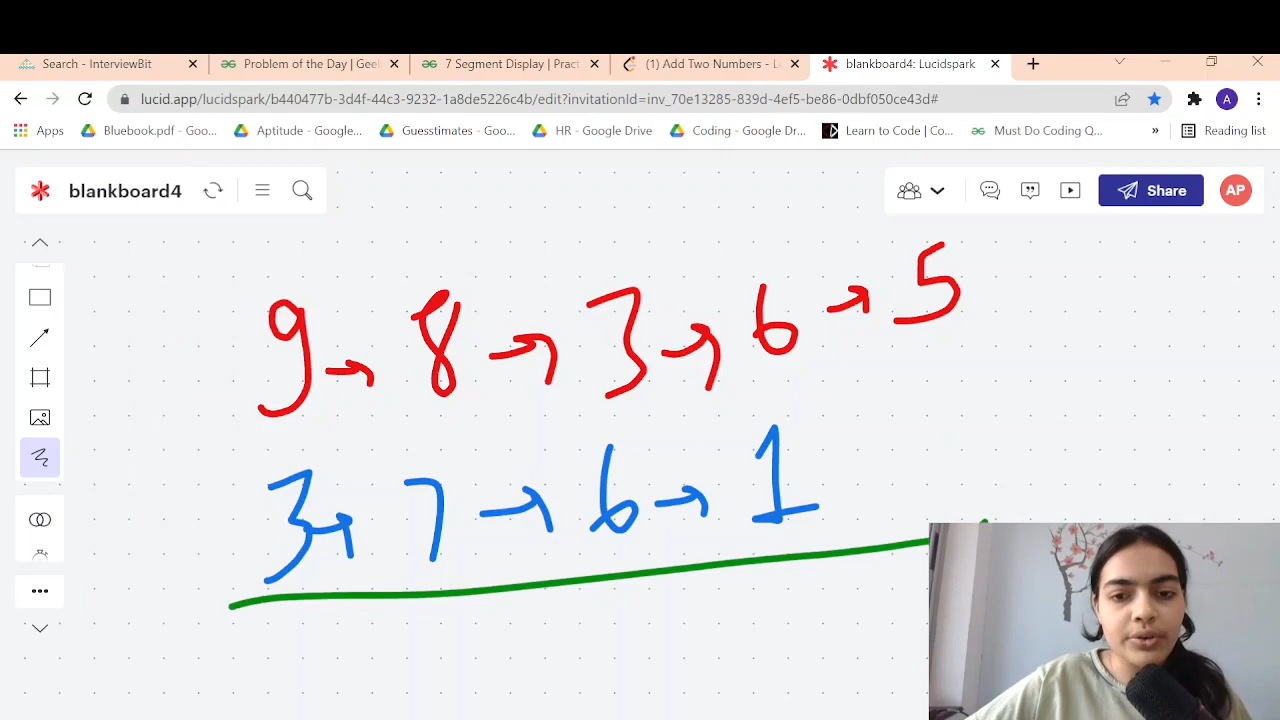 Search - InterviewBit
Problem of the Day | Geel
7 Segment Display | Pract
(1) Add Two Numbers - L
blankboard4: Lucidspark
lucid.app/lucidspark/b440477b-3d4f-44c3-9232-1a8de5226c4b/edit?invitationId=inv_70e13285-839d-4ef5-be86-0dbf050ce43d#
A
Apps
Bluebook.pdf - Goo...
Aptitude - Google...
Guesstimates - Goo...
HR - Google Drive
Coding - Google Dr...
Learn to Code | Co...
Must Do Coding Q...
»
Reading list
blankboard4
Share
AP
9 → 8 → 3 → 6 → 5
3 → 7 → 6 → 1